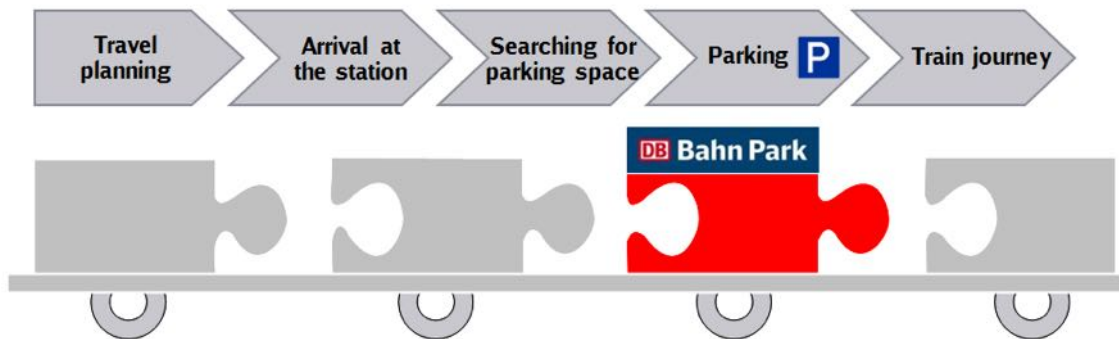 Travel
planning
Arrival at
the station
Searching for
parking space
Parking P
Train journey
DB Bahn Park